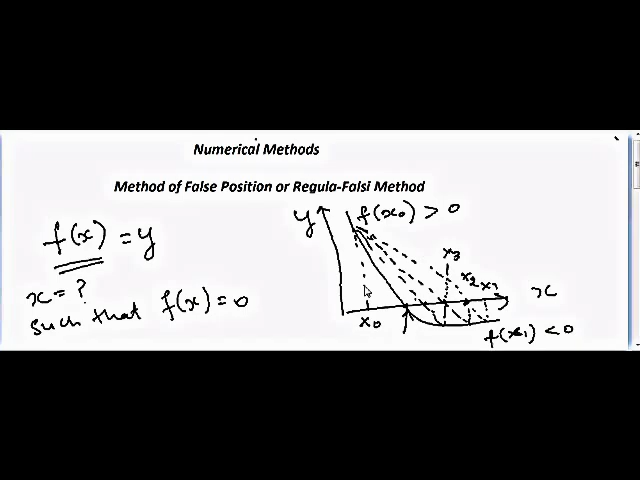 Numerical Methods
Method of False Position or Regula-Falsi Method
f(x) = y
x = ?
such that f(x) = 0
y
f(x₀) > 0
x₃
x₂ x₁
x
x₀
f(x₁) < 0